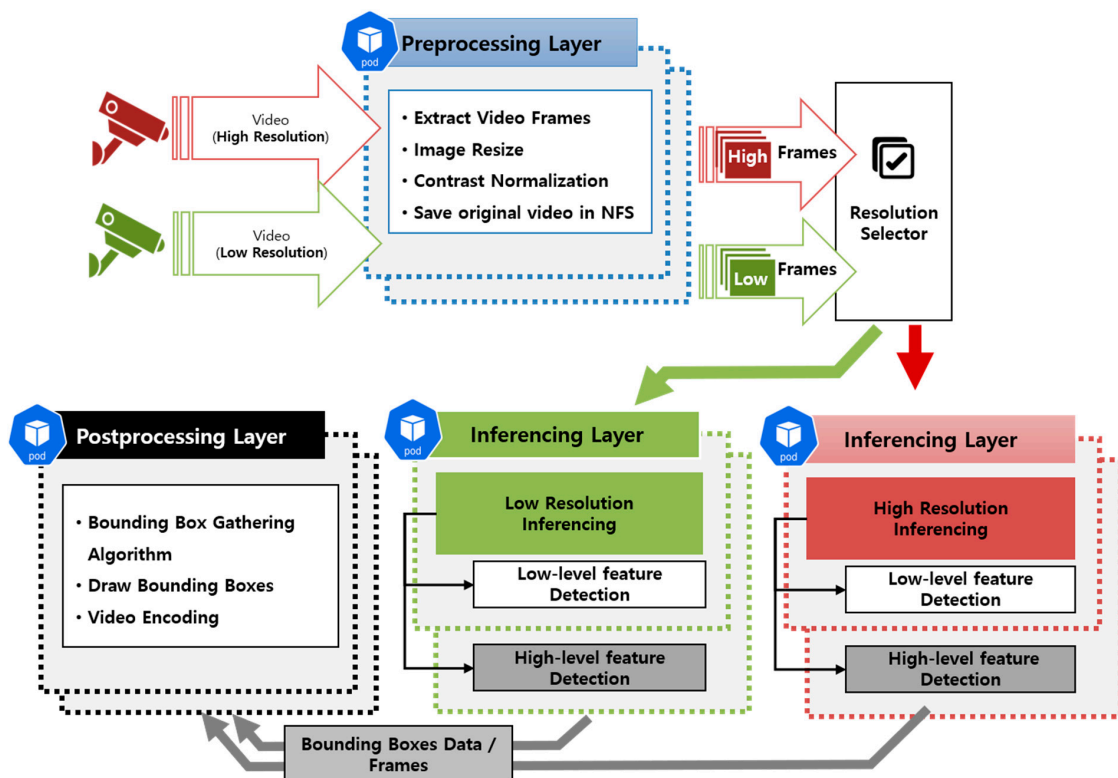 Preprocessing Layer
pod
Video
(High Resolution)
• Extract Video Frames
• Image Resize
• Contrast Normalization
• Save original video in NFS
Video
(Low Resolution)
High
Frames
Low
Frames
Resolution
Selector
Postprocessing Layer
pod
• Bounding Box Gathering
Algorithm
• Draw Bounding Boxes
• Video Encoding
Inferencing Layer
pod
Low Resolution
Inferencing
Low-level feature
Detection
High-level feature
Detection
Inferencing Layer
pod
High Resolution
Inferencing
Low-level feature
Detection
High-level feature
Detection
Bounding Boxes Data /
Frames